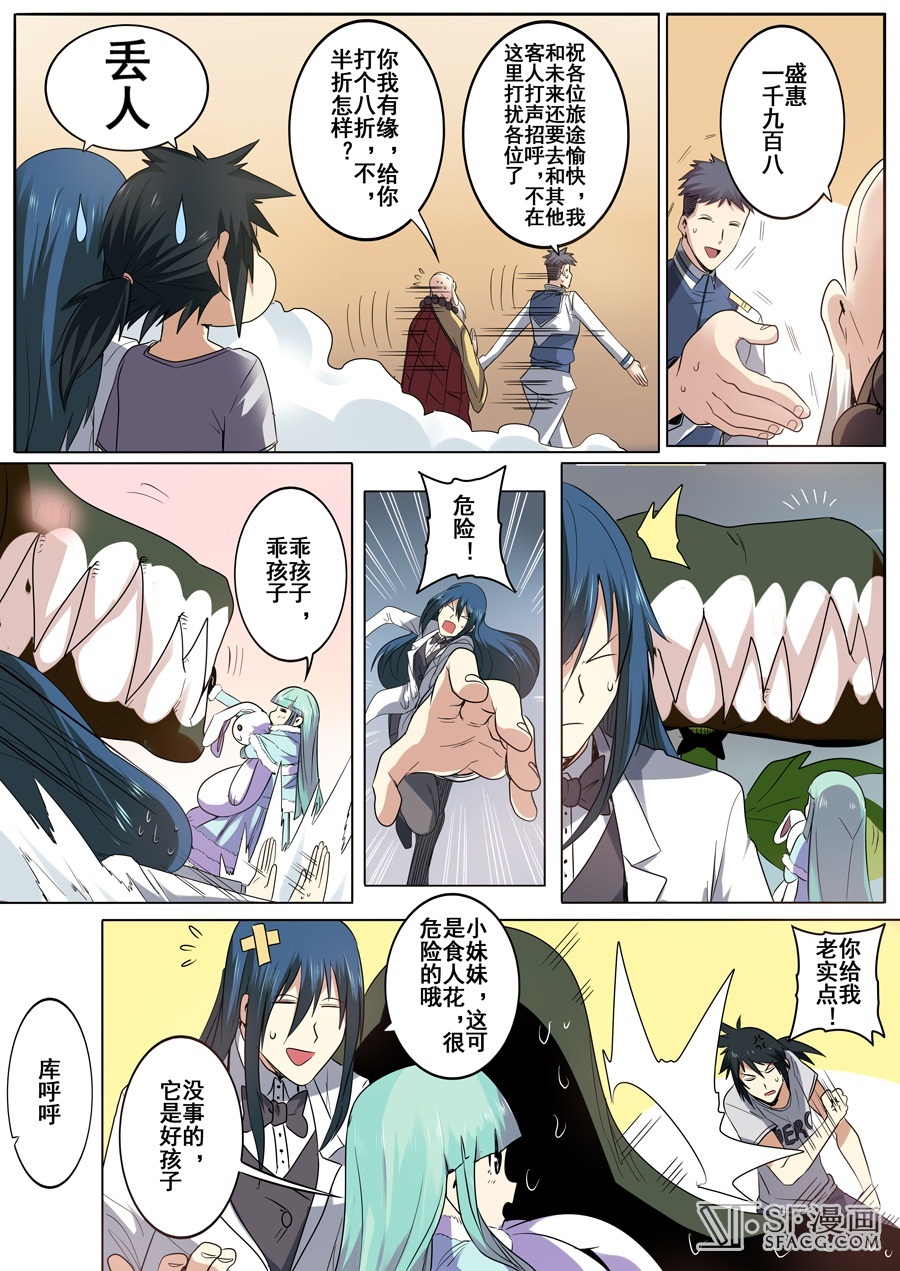 盛惠
一千九百八
祝各位旅途愉快，我
和未来还要去和其他
客人打声招呼，不在
这里打扰各位了
你我有缘，给你
打个八折，不，
半折怎样？
丢
人
危
险！
乖孩子，
乖孩子
你给我
老实点！
小妹妹，这可
是食人花，很
危险的哦
没事的，
它是好孩子
库呼呼
ZERO
SF漫画
SFACG.COM